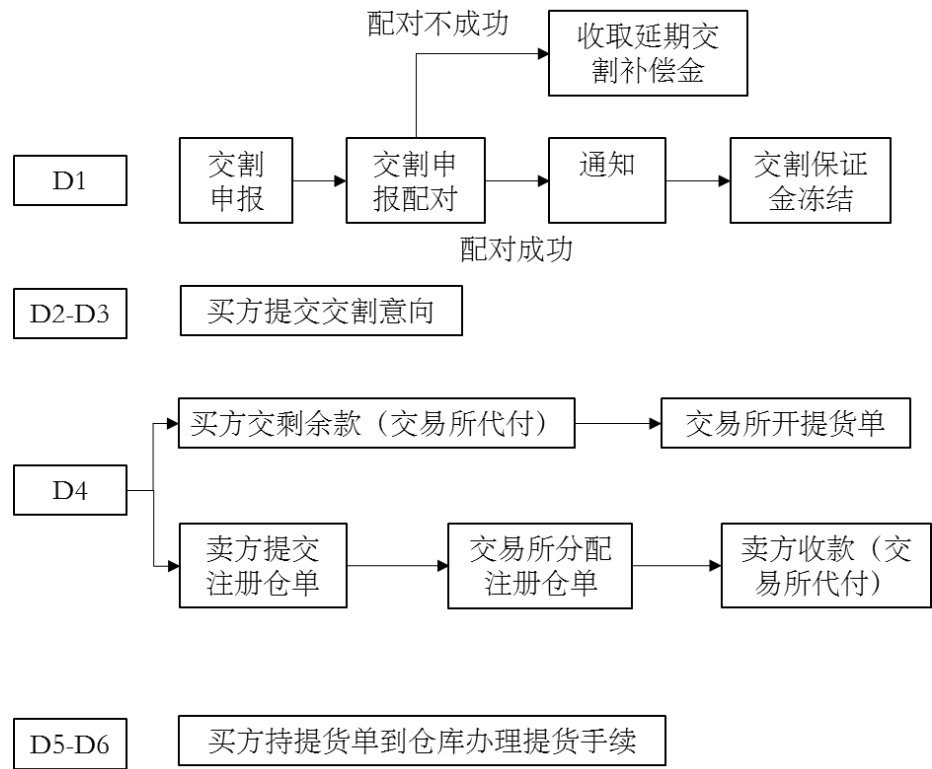 配对不成功
收取延期交
割补偿金
D1
交割
申报
交割申
报配对
通知
交割保证
金冻结
配对成功
D2-D3
买方提交交割意向
买方交剩余款（交易所代付）
交易所开提货单
D4
卖方提交
注册仓单
交易所分配
注册仓单
卖方收款（交
易所代付）
D5-D6
买方持提货单到仓库办理提货手续